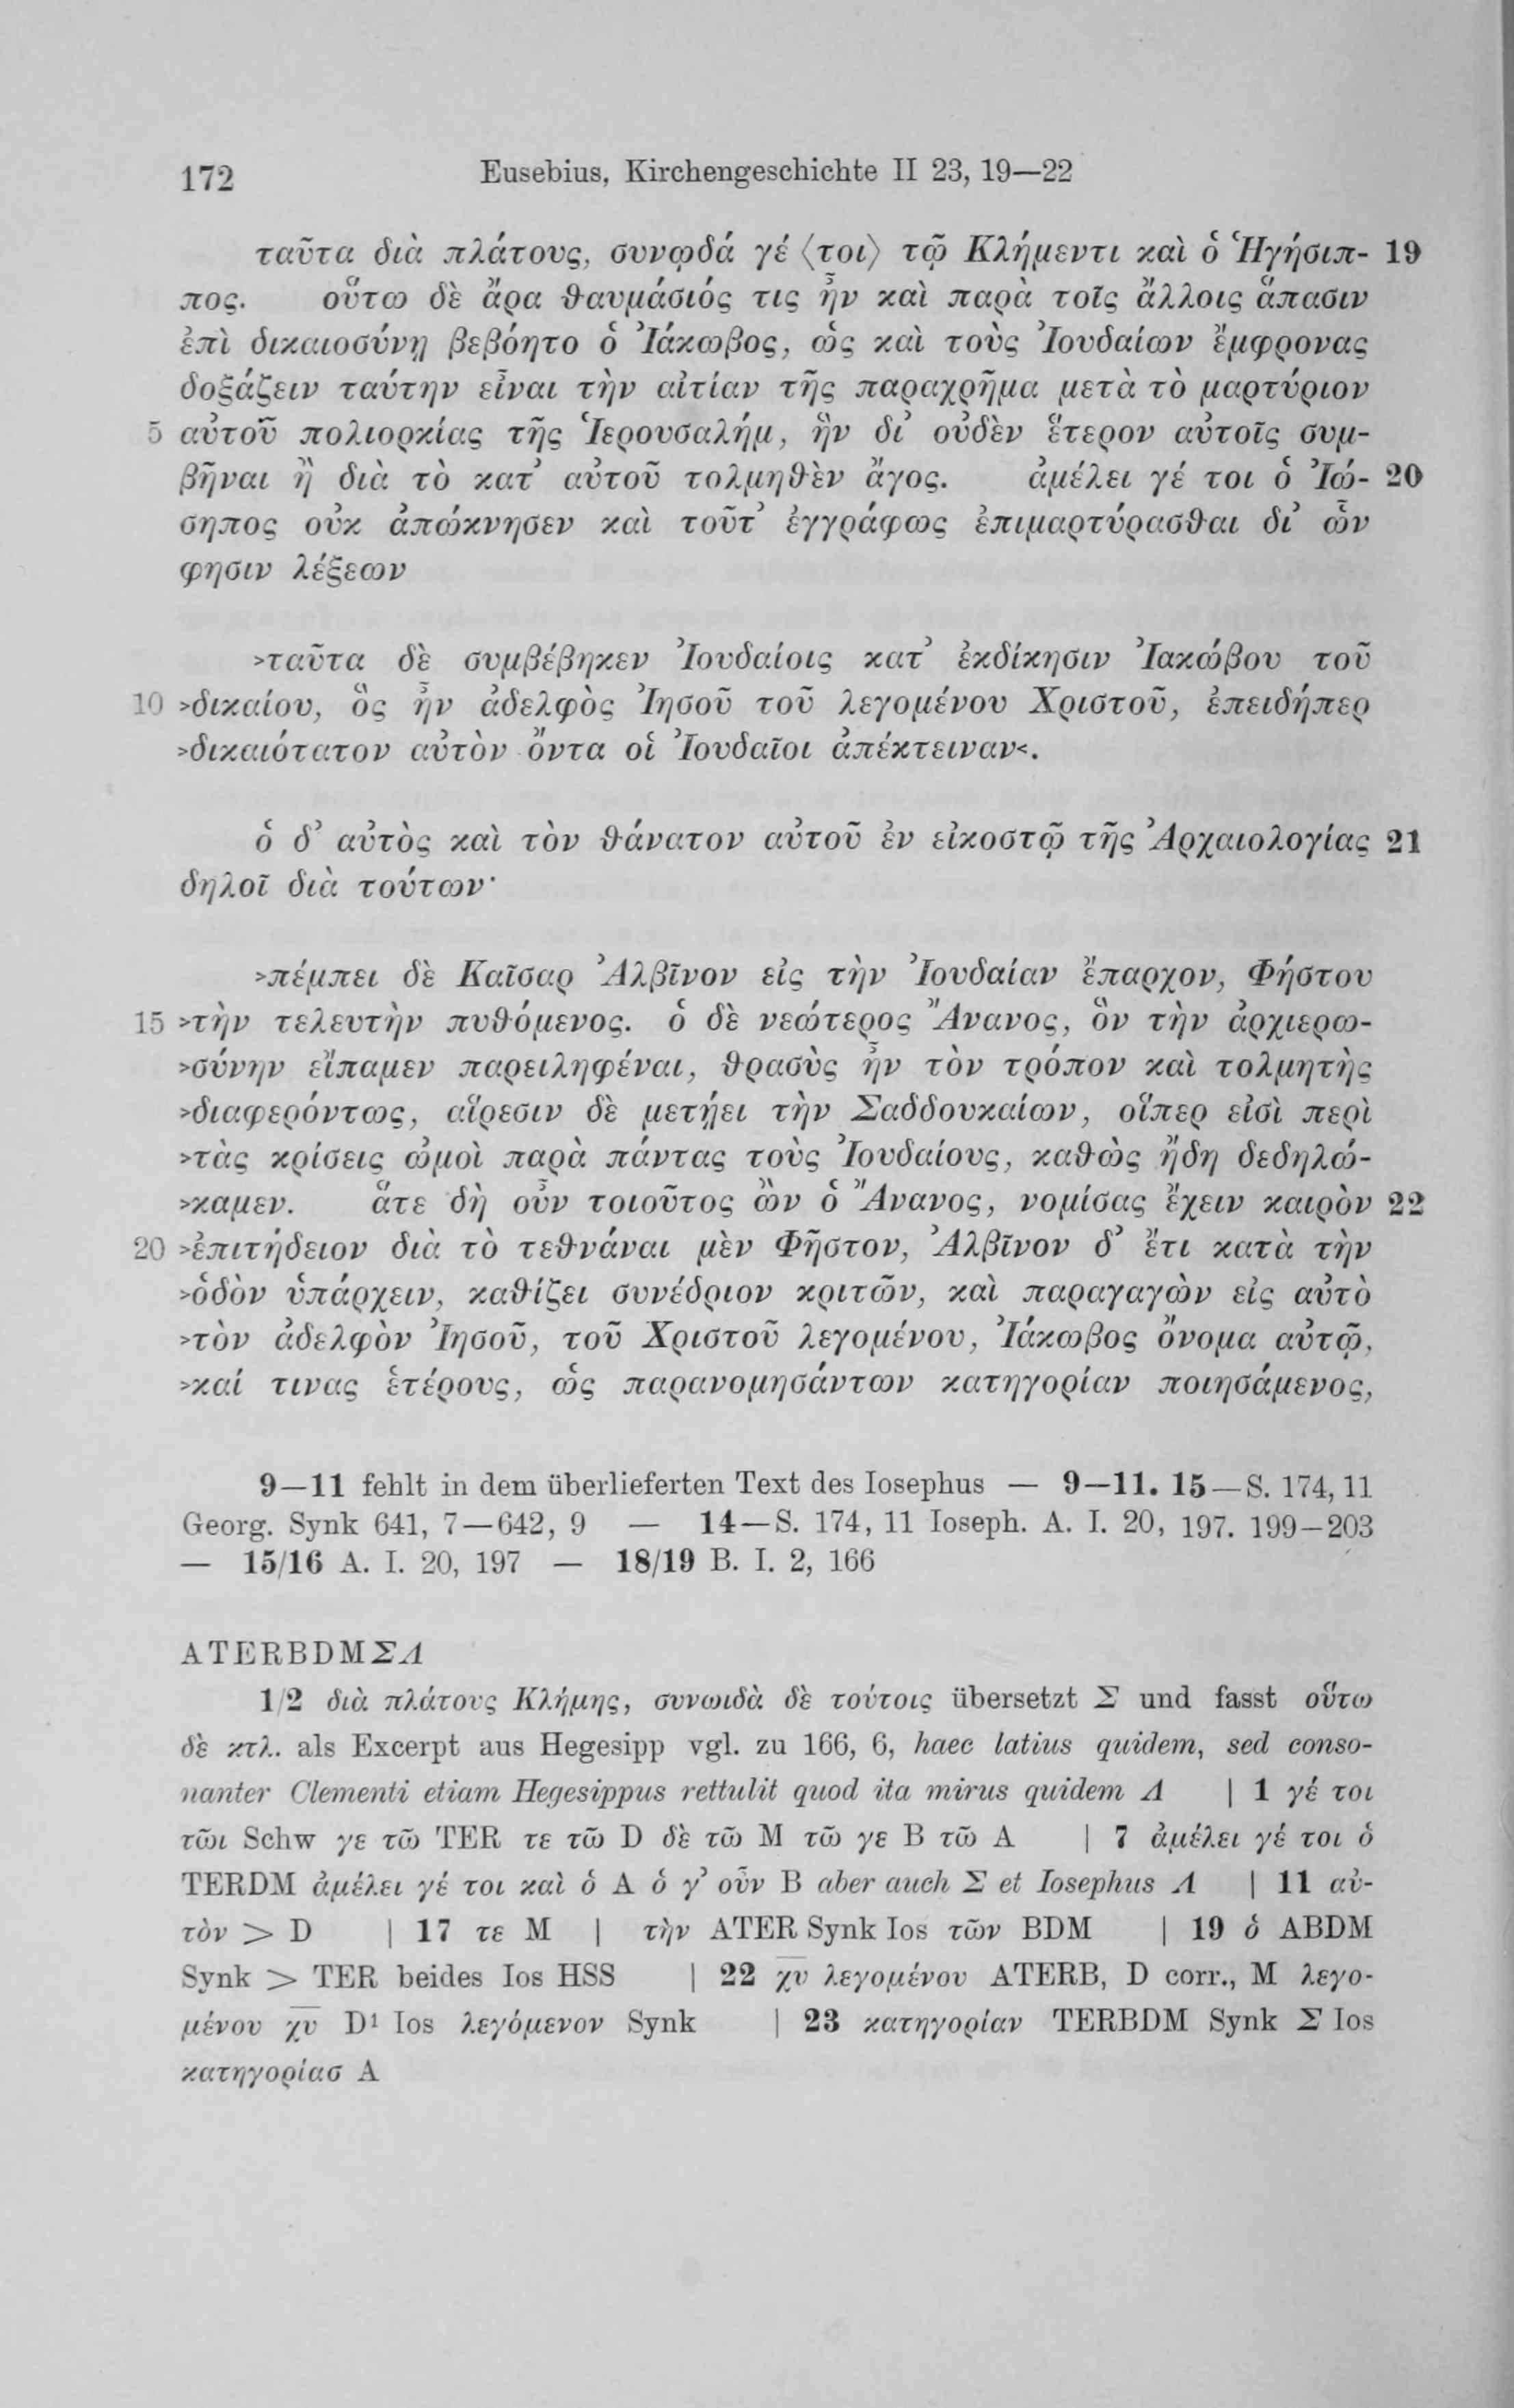 172 Eusebius, Kirchengeschichte II 23, 19—22
ταῦτα διὰ πλάτους, συνῳδά γέ ⟨τοι⟩ τῷ Κλήμεντι καὶ ὁ Ἡγήσιπ- 19
πος. οὕτω δὲ ἄρα θαυμάσιός τις ἦν καὶ παρὰ τοῖς ἄλλοις ἅπασιν
ἐπὶ δικαιοσύνῃ βεβόητο ὁ Ἰάκωβος, ὡς καὶ τοὺς Ἰουδαίων ἔμφρονας
δοξάζειν ταύτην εἶναι τὴν αἰτίαν τῆς παραχρῆμα μετὰ τὸ μαρτύριον
5 αὐτοῦ πολιορκίας τῆς Ἱερουσαλήμ, ἣν δι' οὐδὲν ἕτερον αὐτοῖς συμ-
βῆναι ἢ διὰ τὸ κατ' αὐτοῦ τολμηθὲν ἄγος. ἀμέλει γέ τοι ὁ Ἰώ- 20
σηπος οὐκ ἀπώκνησεν καὶ τοῦτ' ἐγγράφως ἐπιμαρτύρασθαι δι' ὧν
φησιν λέξεων
>ταῦτα δὲ συμβέβηκεν Ἰουδαίοις κατ' ἐκδίκησιν Ἰακώβου τοῦ
10 >δικαίου, ὃς ἦν ἀδελφὸς Ἰησοῦ τοῦ λεγομένου Χριστοῦ, ἐπειδήπερ
>δικαιότατον αὐτὸν ὄντα οἱ Ἰουδαῖοι ἀπέκτειναν<.
ὁ δ' αὐτὸς καὶ τὸν θάνατον αὐτοῦ ἐν εἰκοστῷ τῆς Ἀρχαιολογίας 21
δηλοῖ διὰ τούτων·
>πέμπει δὲ Καῖσαρ Ἀλβῖνον εἰς τὴν Ἰουδαίαν ἔπαρχον, Φήστου
15 >τὴν τελευτὴν πυθόμενος. ὁ δὲ νεώτερος Ἄνανος, ὃν τὴν ἀρχιερω-
>σύνην εἴπαμεν παρειληφέναι, θρασὺς ἦν τὸν τρόπον καὶ τολμητὴς
>διαφερόντως, αἵρεσιν δὲ μετῄει τὴν Σαδδουκαίων, οἵπερ εἰσὶ περὶ
>τὰς κρίσεις ὠμοὶ παρὰ πάντας τοὺς Ἰουδαίους, καθὼς ἤδη δεδηλώ-
>καμεν. ἅτε δὴ οὖν τοιοῦτος ὢν ὁ Ἄνανος, νομίσας ἔχειν καιρὸν 22
20 >ἐπιτήδειον διὰ τὸ τεθνάναι μὲν Φῆστον, Ἀλβῖνον δ' ἔτι κατὰ τὴν
>ὁδὸν ὑπάρχειν, καθίζει συνέδριον κριτῶν, καὶ παραγαγὼν εἰς αὐτὸ
>τὸν ἀδελφὸν Ἰησοῦ, τοῦ Χριστοῦ λεγομένου, Ἰάκωβος ὄνομα αὐτῷ,
>καί τινας ἑτέρους, ὡς παρανομησάντων κατηγορίαν ποιησάμενος,
9—11 fehlt in dem überlieferten Text des Iosephus — 9—11. 15—S. 174, 11
Georg. Synk 641, 7—642, 9 — 14—S. 174, 11 Ioseph. A. I. 20, 197. 199—203
— 15/16 A. I. 20, 197 — 18/19 B. I. 2, 166
ATERBDMΣΛ
1/2 διὰ πλάτους Κλήμης, συνωιδὰ δὲ τούτοις übersetzt Σ und fasst οὕτω
δὲ κτλ. als Excerpt aus Hegesipp vgl. zu 166, 6, haec latius quidem, sed conso-
nanter Clementi etiam Hegesippus rettulit quod ita mirus quidem Λ | 1 γέ τοι
τῶι Schw γε τῶ TER τε τῶ D δὲ τῶ M τῶ γε B τῶ A | 7 ἀμέλει γέ τοι ὁ
TERDM ἀμέλει γέ τοι καὶ ὁ A ὁ γ' οὖν B aber auch Σ et Iosephus Λ | 11 αὐ-
τὸν > D | 17 τε M | τὴν ATER Synk Ios τῶν BDM | 19 ὁ ABDM
Synk > TER beides Ios HSS | 22 χ̅υ̅ λεγομένου ATERB, D corr., M λεγο-
μένου χ̅υ̅ D¹ Ios λεγόμενον Synk | 23 κατηγορίαν TERBDM Synk Σ Ios
κατηγορίασ A